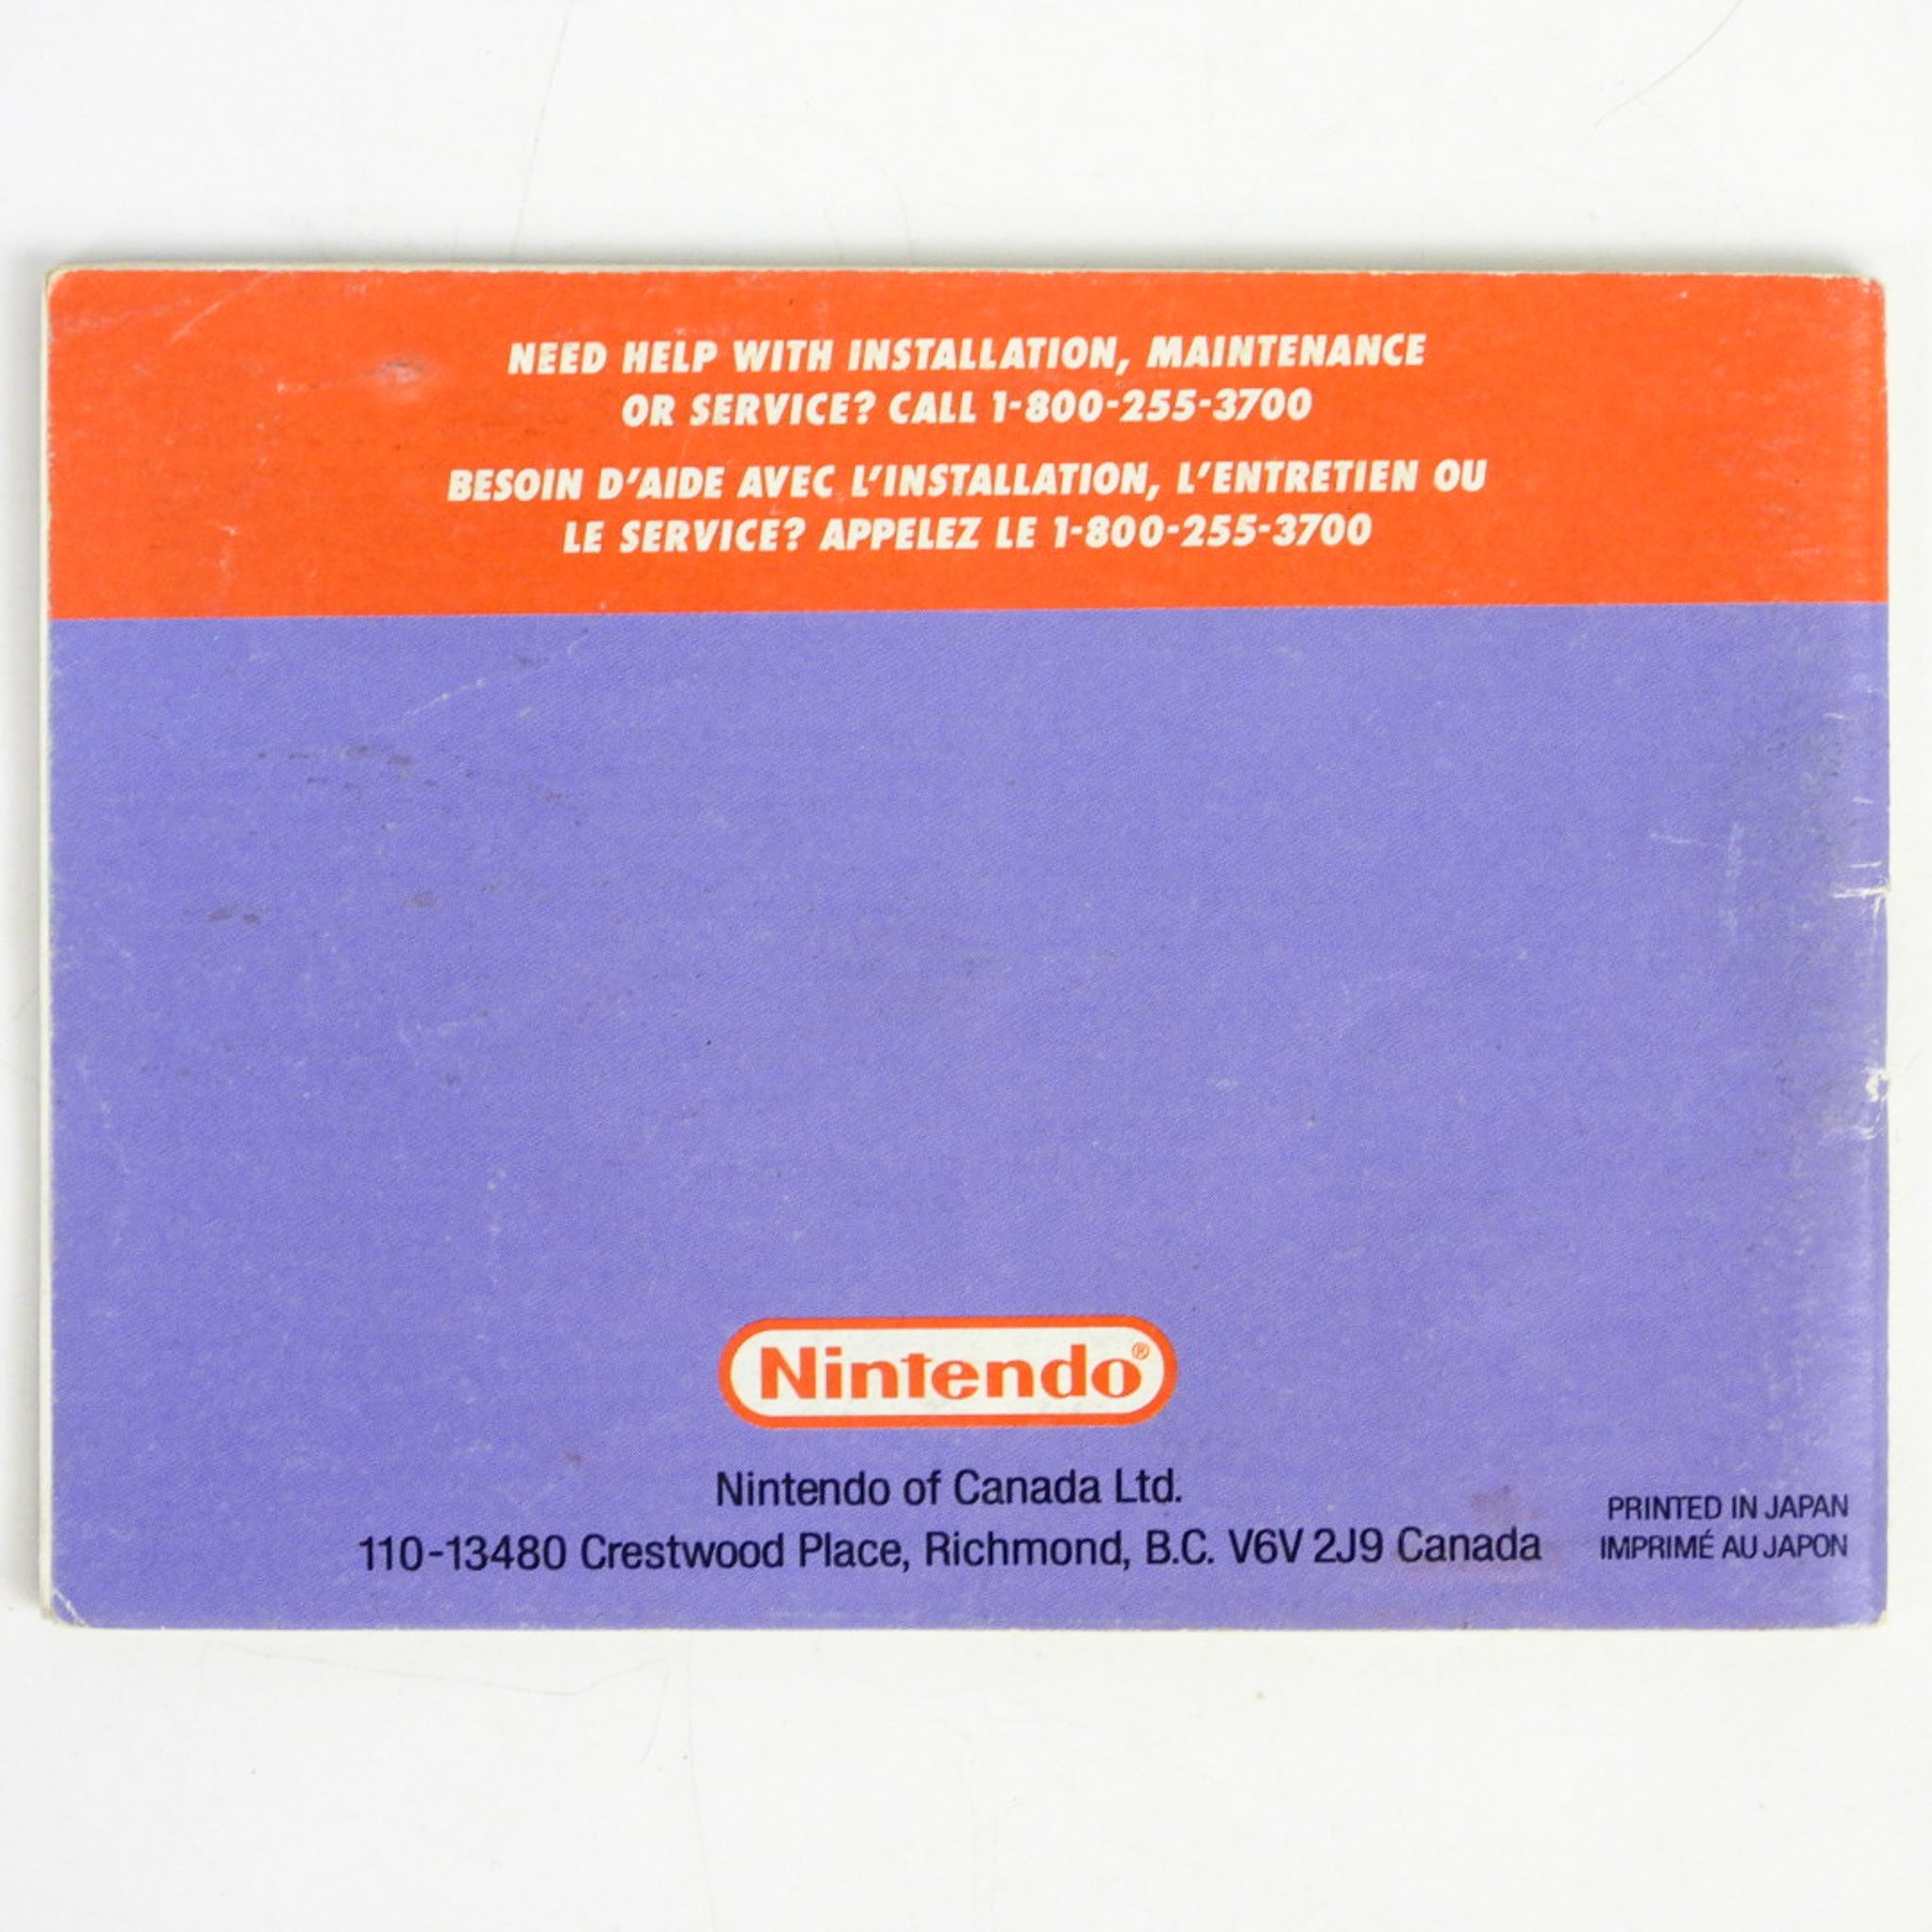 NEED HELP WITH INSTALLATION, MAINTENANCE
OR SERVICE? CALL 1-800-255-3700
BESOIN D'AIDE AVEC L'INSTALLATION, L'ENTRETIEN OU
LE SERVICE? APPELEZ LE 1-800-255-3700
Nintendo®
Nintendo of Canada Ltd.
110-13480 Crestwood Place, Richmond, B.C. V6V 2J9 Canada
PRINTED IN JAPAN
IMPRIMÉ AU JAPON